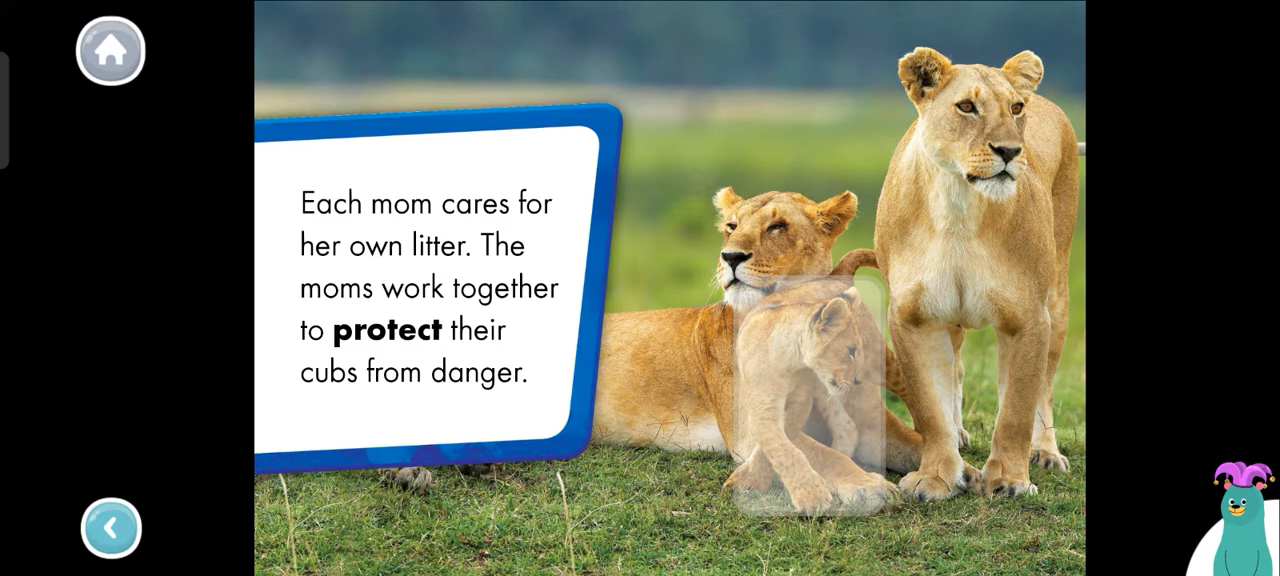 Each mom cares for
her own litter. The
moms work together
to protect their
cubs from danger.